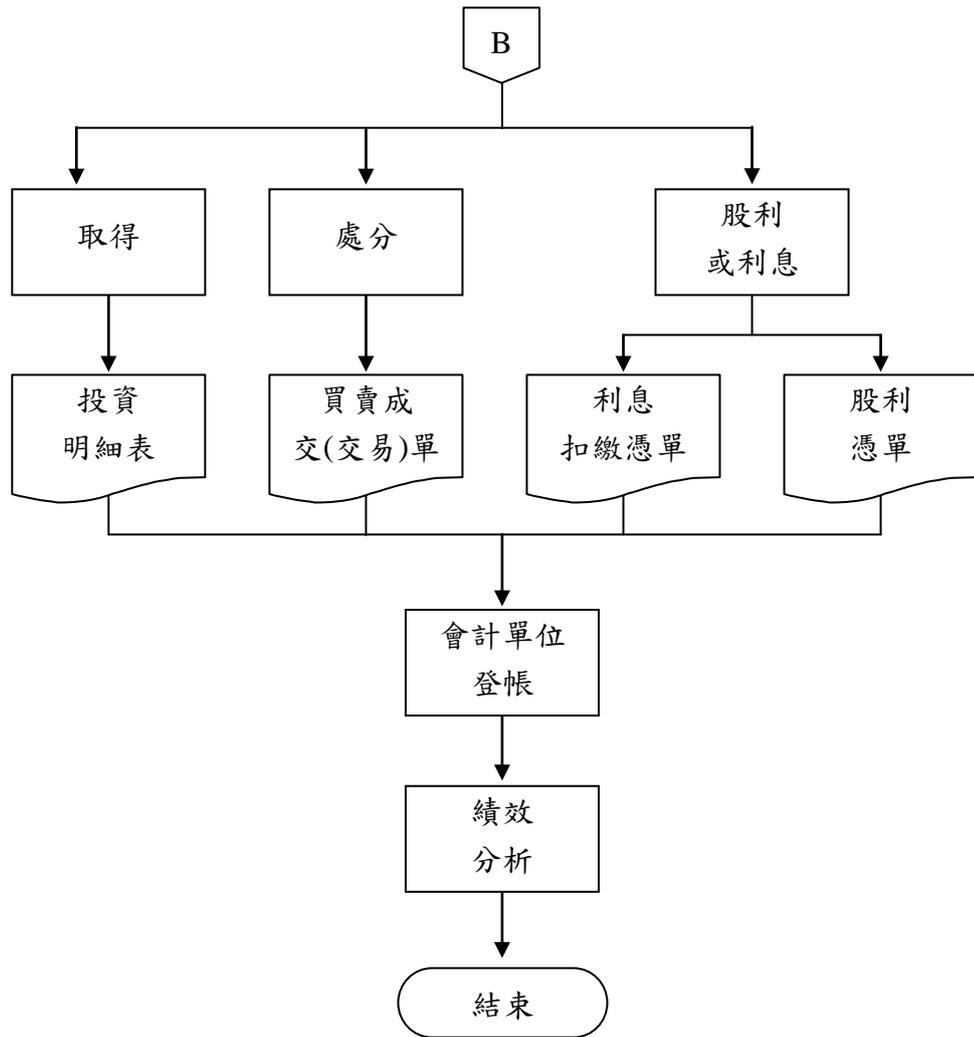 B
取得
處分
股利
或利息
投資
明細表
買賣成
交(交易)單
利息
扣繳憑單
股利
憑單
會計單位
登帳
績效
分析
結束